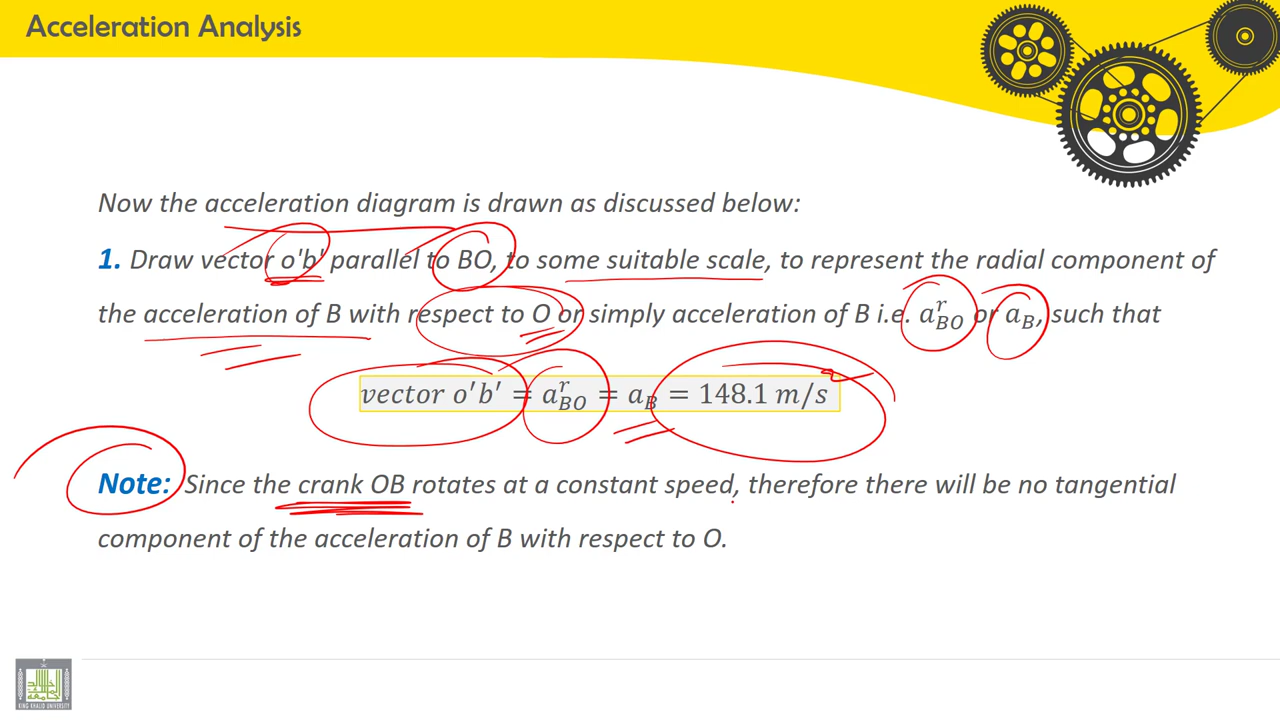 Acceleration Analysis
Now the acceleration diagram is drawn as discussed below:
1. Draw vector o'b' parallel to BO, to some suitable scale, to represent the radial component of
the acceleration of B with respect to O or simply acceleration of B i.e. a^r_BO or a_B, such that
vector o′b′ = a^r_BO = a_B = 148.1 m/s
Note: Since the crank OB rotates at a constant speed, therefore there will be no tangential
component of the acceleration of B with respect to O.
KING KHALID UNIVERSITY